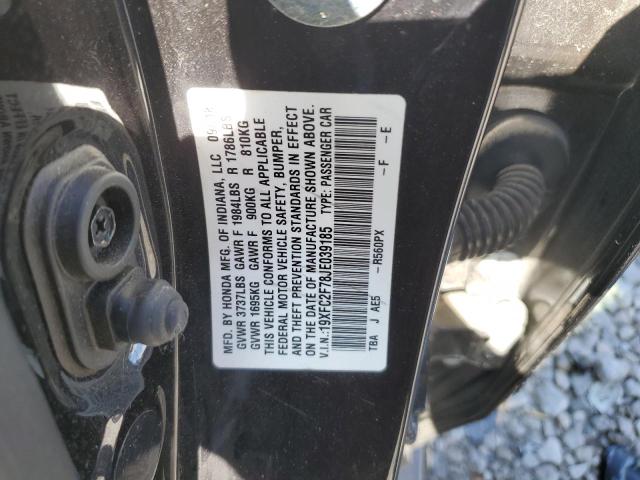 MFD. BY HONDA MFG. OF INDIANA, LLC
GVWR 3737LBS GAWR F 1984LBS R 1786LBS
GVWR 1695KG GAWR F 900KG R 810KG
THIS VEHICLE CONFORMS TO ALL APPLICABLE
FEDERAL MOTOR VEHICLE SAFETY, BUMPER,
AND THEFT PREVENTION STANDARDS IN EFFECT
ON THE DATE OF MANUFACTURE SHOWN ABOVE.
V.I.N.:19XFC2F78JE039185 TYPE: PASSENGER CAR
TBA J AE5 -R560PX -F -E